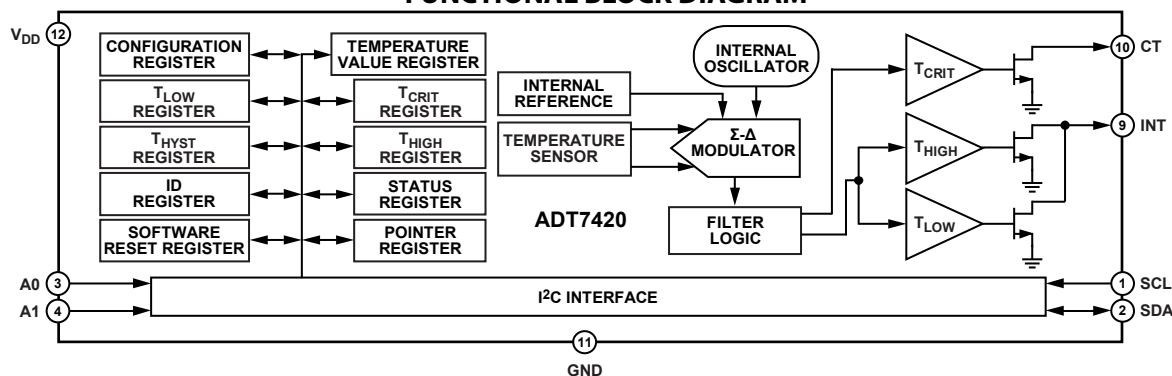 FUNCTIONAL BLOCK DIAGRAM
VDD 12
CONFIGURATION
REGISTER
TEMPERATURE
VALUE REGISTER
TLOW
REGISTER
TCRIT
REGISTER
THYST
REGISTER
THIGH
REGISTER
ID
REGISTER
STATUS
REGISTER
SOFTWARE
RESET REGISTER
POINTER
REGISTER
INTERNAL
OSCILLATOR
INTERNAL
REFERENCE
TEMPERATURE
SENSOR
Σ-Δ
MODULATOR
FILTER
LOGIC
ADT7420
TCRIT
THIGH
TLOW
10 CT
9 INT
A0 3
A1 4
I2C INTERFACE
1 SCL
2 SDA
11
GND